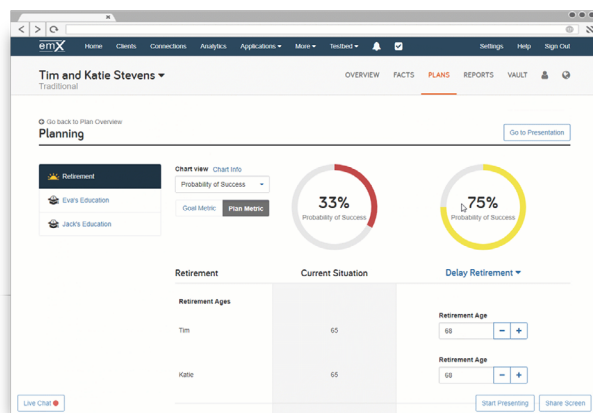 emX Home Clients Connections Analytics Applications More Testbed Settings Help Sign Out
Tim and Katie Stevens
Traditional
OVERVIEW FACTS PLANS REPORTS VAULT
Go back to Plan Overview
Planning
Go to Presentation
Retirement
Eva's Education
Jack's Education
Chart view Chart Info
Probability of Success
Goal Metric Plan Metric
33%
Probability of Success
75%
Probability of Success
Retirement Current Situation Delay Retirement
Retirement Ages
Retirement Age
Tim 65 68 − +
Retirement Age
Katie 65 68 − +
Live Chat Start Presenting Share Screen